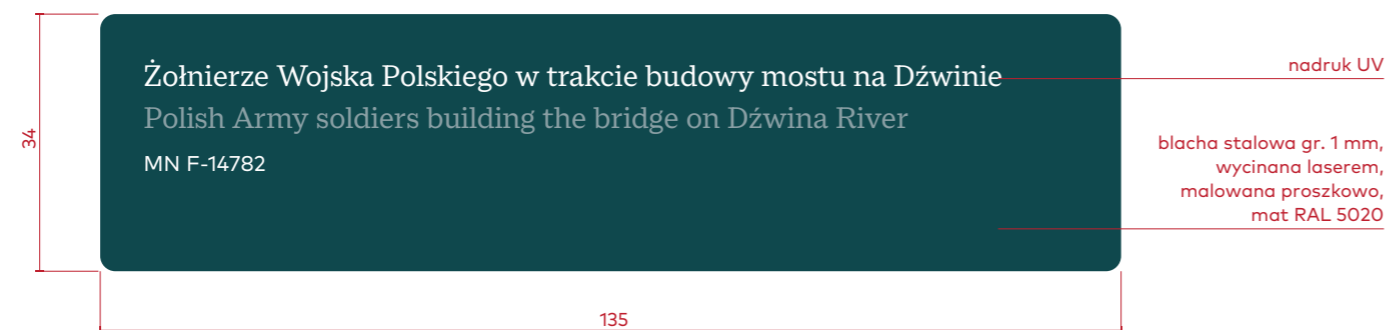 Żołnierze Wojska Polskiego w trakcie budowy mostu na Dźwinie
Polish Army soldiers building the bridge on Dźwina River
MN F-14782
nadruk UV
blacha stalowa gr. 1 mm,
wycinana laserem,
malowana proszkowo,
mat RAL 5020
34
135